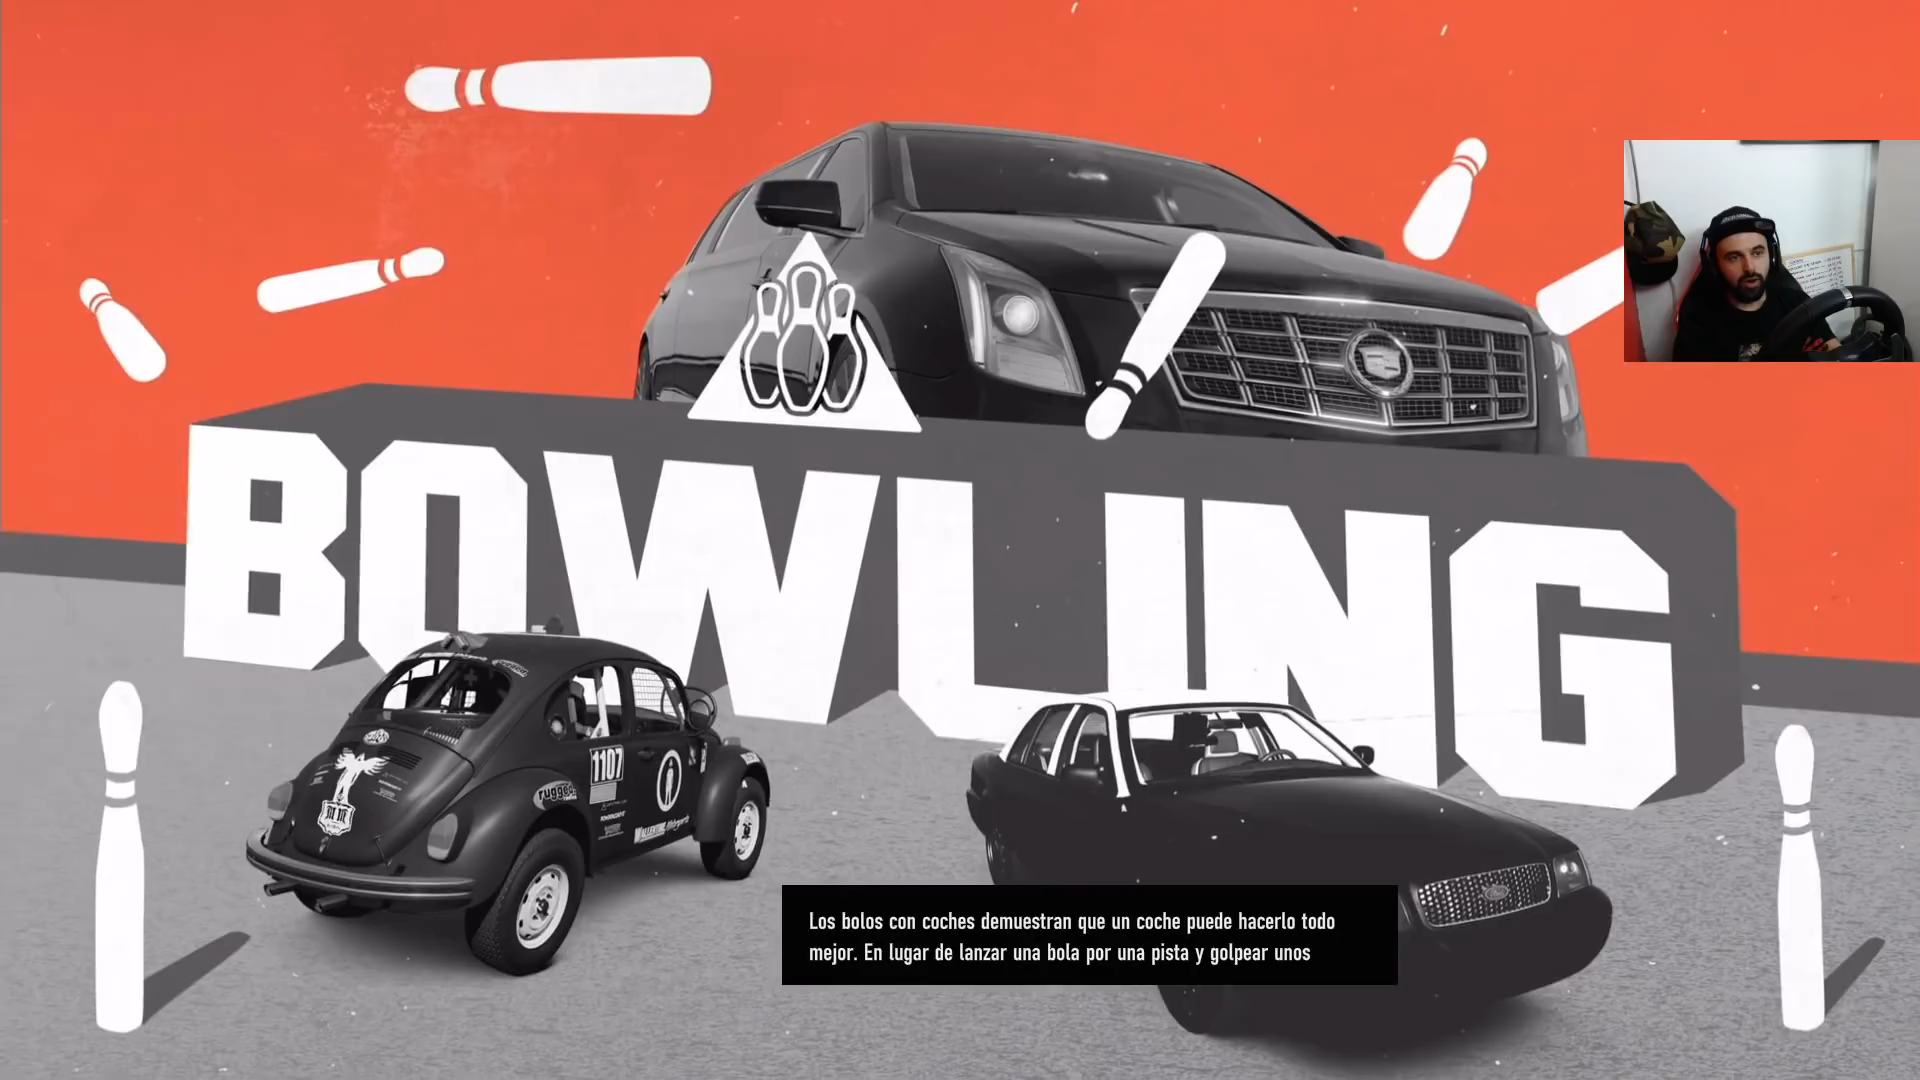 BOWLING
1107
rugged
Los bolos con coches demuestran que un coche puede hacerlo todo
mejor. En lugar de lanzar una bola por una pista y golpear unos